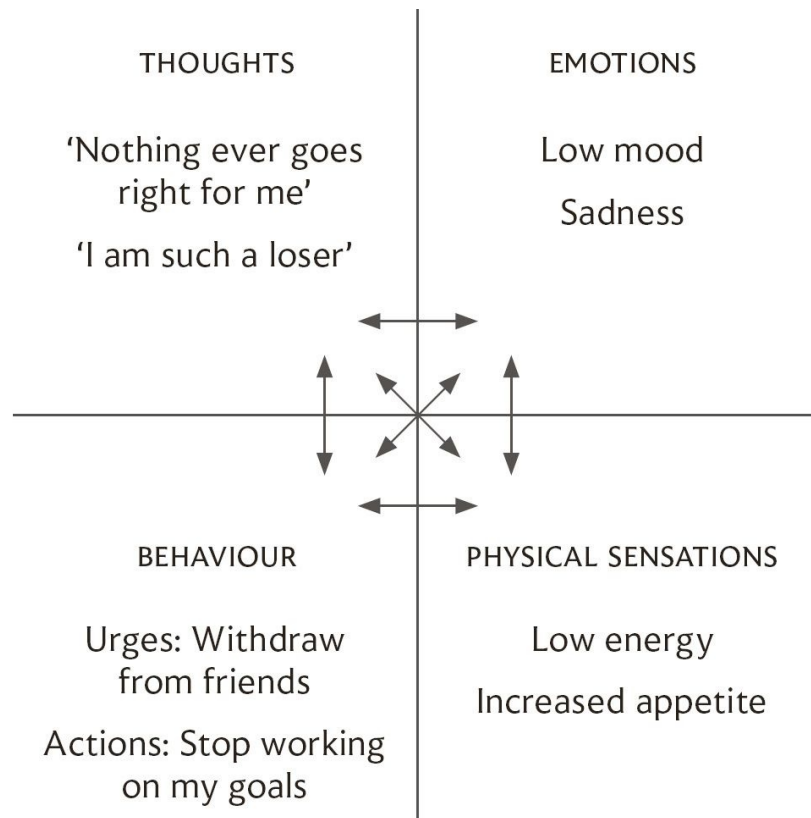 THOUGHTS
‘Nothing ever goes
right for me’
‘I am such a loser’
EMOTIONS
Low mood
Sadness
BEHAVIOUR
Urges: Withdraw
from friends
Actions: Stop working
on my goals
PHYSICAL SENSATIONS
Low energy
Increased appetite